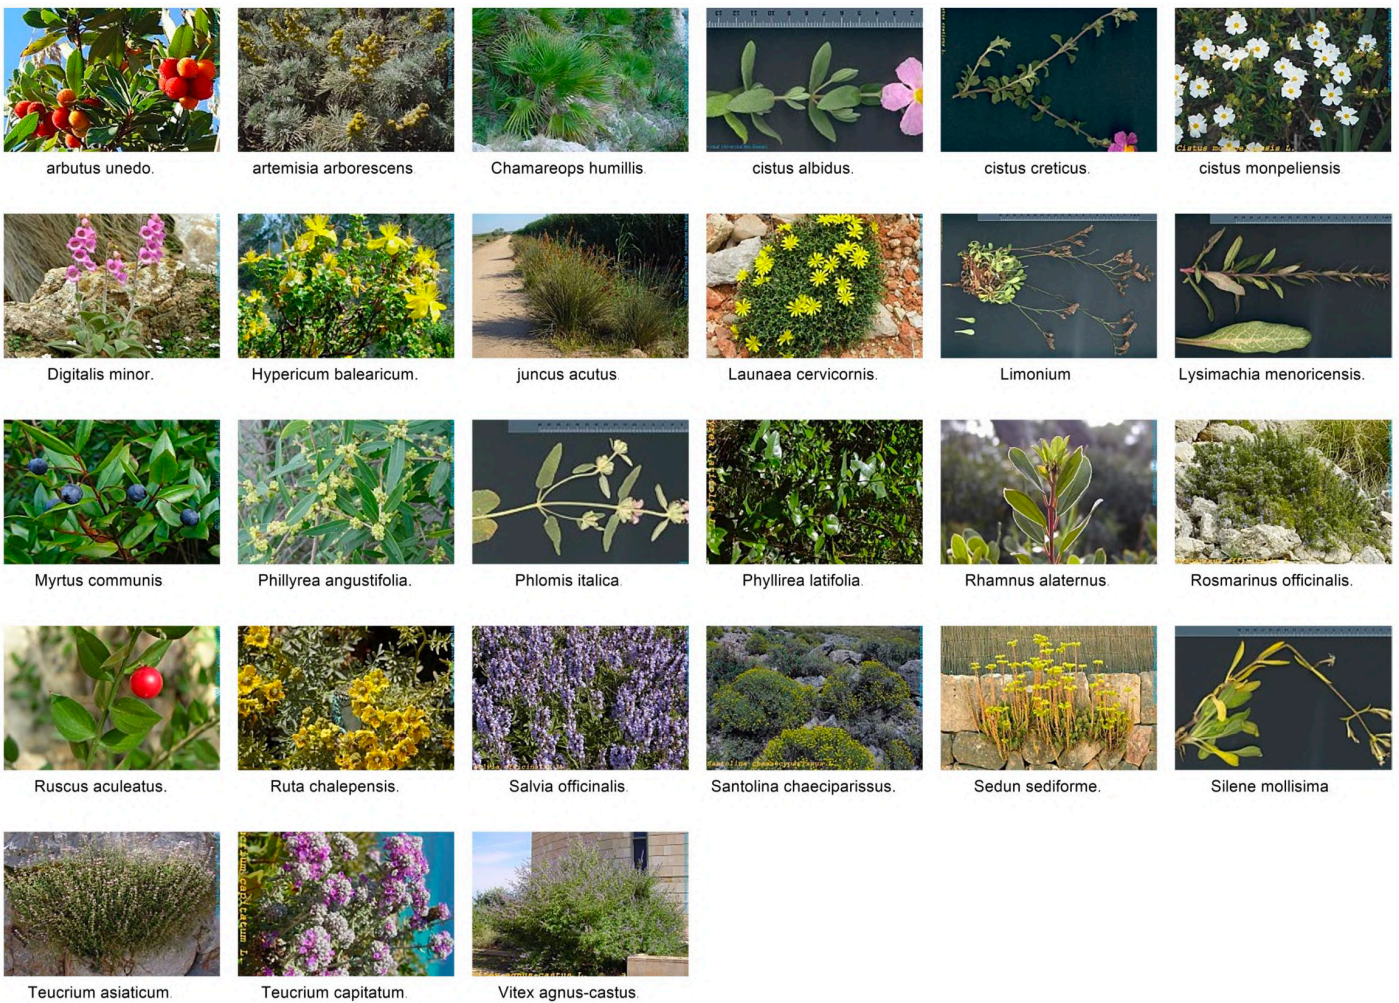 arbutus unedo.
artemisia arborescens
Chamareops humillis.
cistus albidus.
cistus creticus.
cistus monpeliensis
Digitalis minor.
Hypericum balearicum.
juncus acutus.
Launaea cervicornis.
Limonium
Lysimachia menoricensis.
Myrtus communis
Phillyrea angustifolia.
Phlomis italica.
Phyllirea latifolia.
Rhamnus alaternus.
Rosmarinus officinalis.
Ruscus aculeatus.
Ruta chalepensis.
Salvia officinalis.
Santolina chaeciparissus.
Sedun sediforme.
Silene mollisima
Teucrium asiaticum.
Teucrium capitatum.
Vitex agnus-castus.